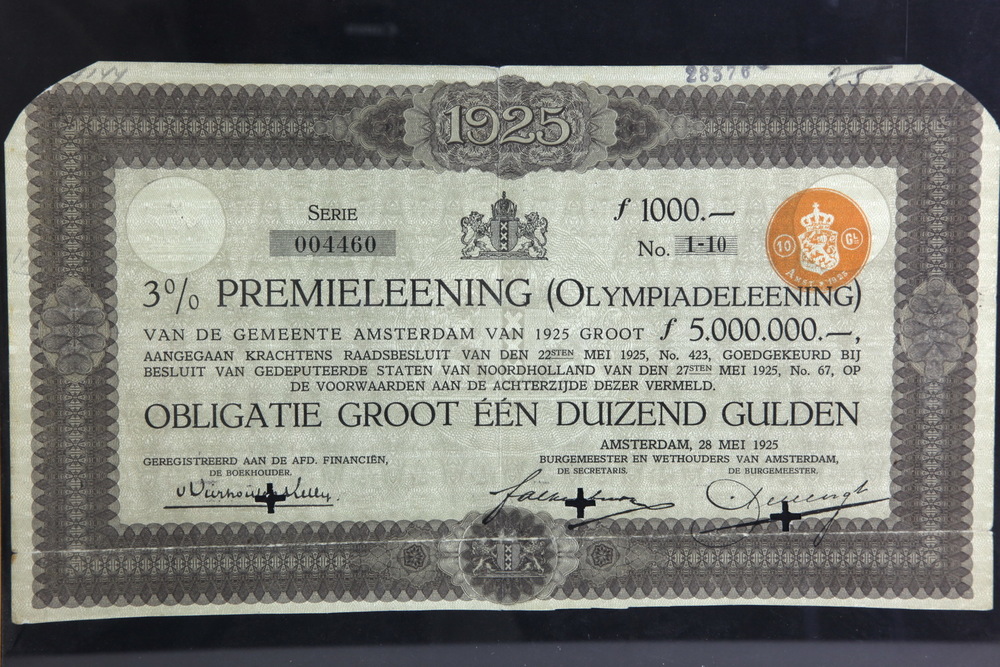 28376
25
1925
SERIE
004460
ƒ 1000.—
No. 1-10
10 GL
AMST. 1925
3% PREMIELEENING (OLYMPIADELEENING)
VAN DE GEMEENTE AMSTERDAM VAN 1925 GROOT ƒ 5.000.000.—,
AANGEGAAN KRACHTENS RAADSBESLUIT VAN DEN 22STEN MEI 1925, No. 423, GOEDGEKEURD BIJ
BESLUIT VAN GEDEPUTEERDE STATEN VAN NOORDHOLLAND VAN DEN 27STEN MEI 1925, No. 67, OP
DE VOORWAARDEN AAN DE ACHTERZIJDE DEZER VERMELD.
OBLIGATIE GROOT ÉÉN DUIZEND GULDEN
AMSTERDAM, 28 MEI 1925
GEREGISTREERD AAN DE AFD. FINANCIËN,
DE BOEKHOUDER.
BURGEMEESTER EN WETHOUDERS VAN AMSTERDAM,
DE SECRETARIS. DE BURGEMEESTER.